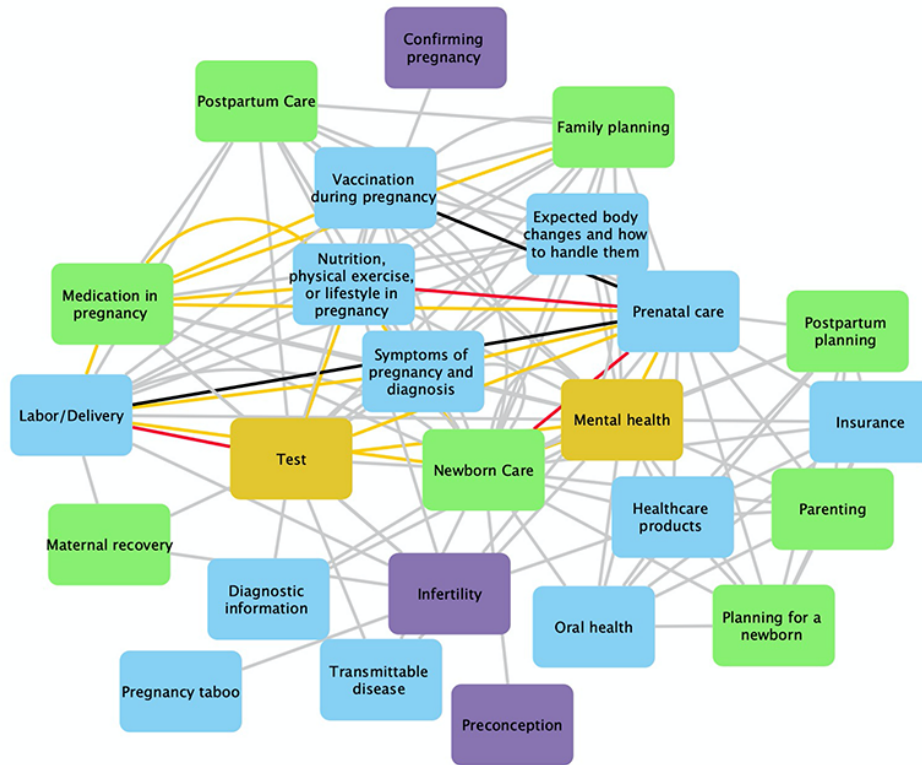 Confirming
pregnancy
Postpartum Care
Family planning
Vaccination
during pregnancy
Expected body
changes and how
to handle them
Nutrition,
physical exercise,
or lifestyle in
pregnancy
Medication in
pregnancy
Prenatal care
Postpartum
planning
Symptoms of
pregnancy and
diagnosis
Labor/Delivery
Mental health
Insurance
Test
Newborn Care
Healthcare
products
Parenting
Maternal recovery
Diagnostic
information
Infertility
Oral health
Planning for a
newborn
Pregnancy taboo
Transmittable
disease
Preconception